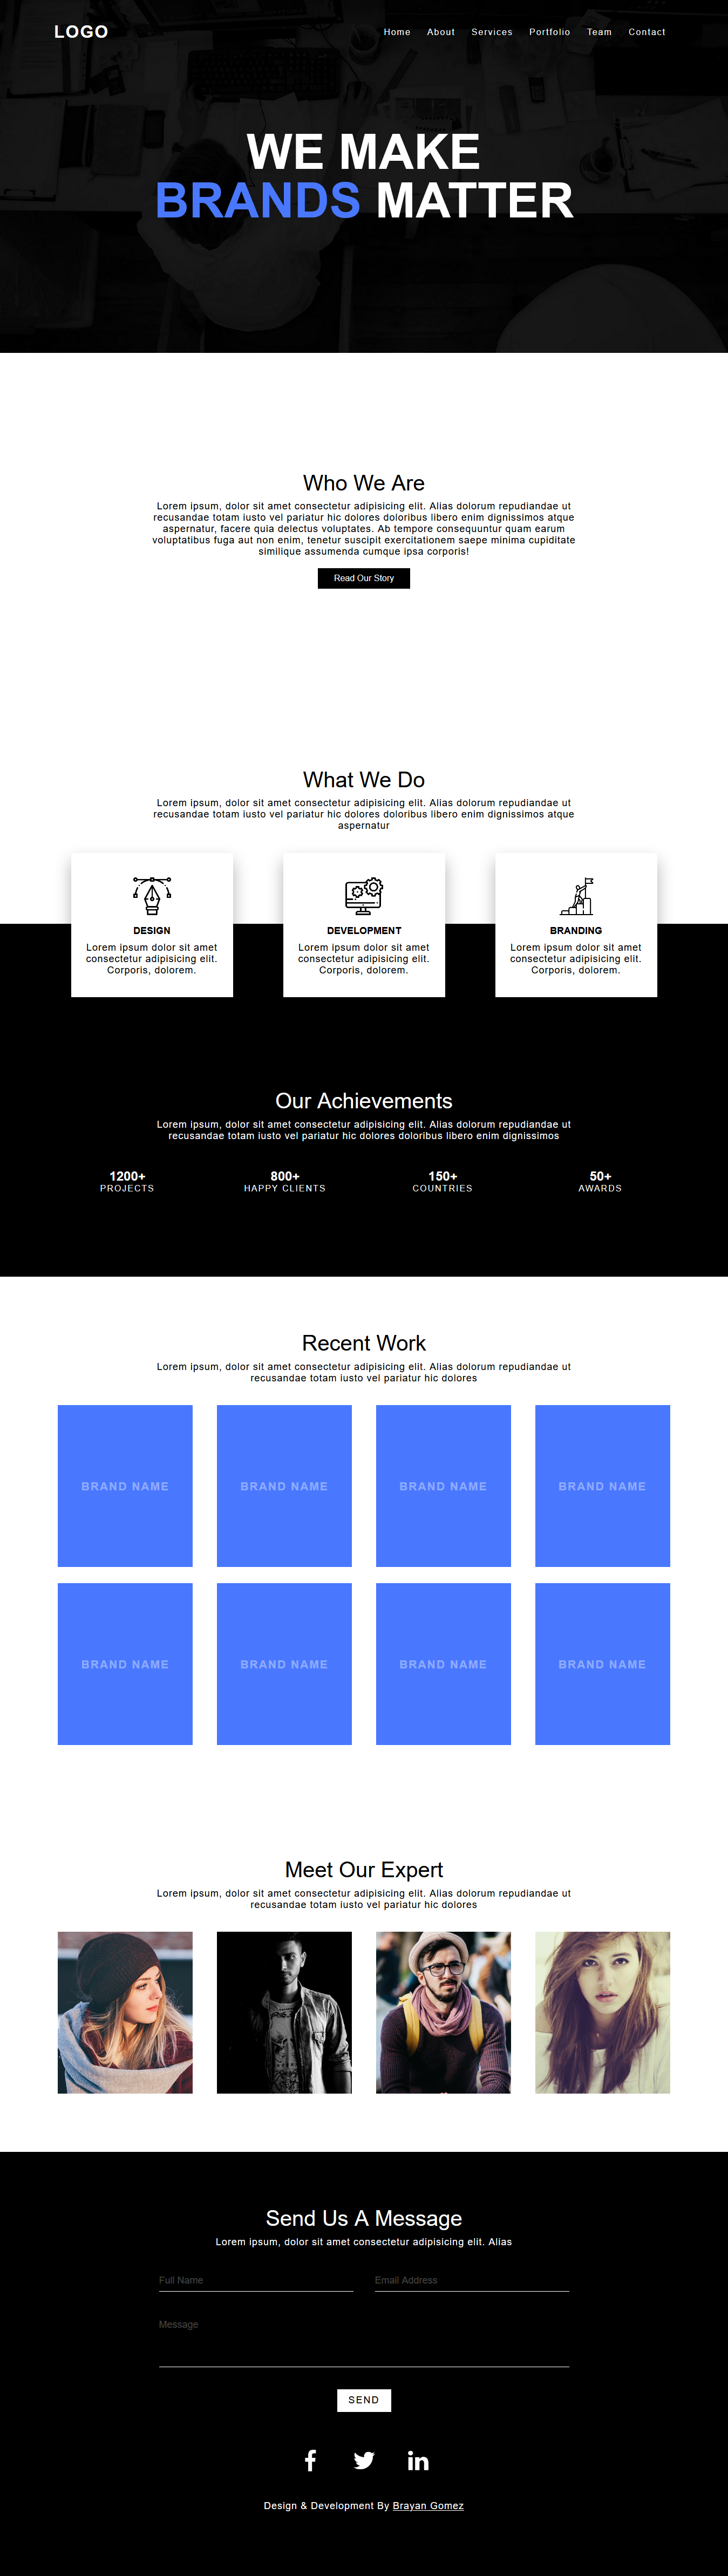 LOGO
Home About Services Portfolio Team Contact
WE MAKE
BRANDS MATTER
Who We Are
Lorem ipsum, dolor sit amet consectetur adipisicing elit. Alias dolorum repudiandae ut
recusandae totam iusto vel pariatur hic dolores doloribus libero enim dignissimos atque
aspernatur, facere quia delectus voluptates. Ab tempore consequuntur quam earum
voluptatibus fuga aut non enim, tenetur suscipit exercitationem saepe minima cupiditate
similique assumenda cumque ipsa corporis!
Read Our Story
What We Do
Lorem ipsum, dolor sit amet consectetur adipisicing elit. Alias dolorum repudiandae ut
recusandae totam iusto vel pariatur hic dolores doloribus libero enim dignissimos atque
aspernatur
DESIGN
Lorem ipsum dolor sit amet
consectetur adipisicing elit.
Corporis, dolorem.
DEVELOPMENT
Lorem ipsum dolor sit amet
consectetur adipisicing elit.
Corporis, dolorem.
BRANDING
Lorem ipsum dolor sit amet
consectetur adipisicing elit.
Corporis, dolorem.
Our Achievements
Lorem ipsum, dolor sit amet consectetur adipisicing elit. Alias dolorum repudiandae ut
recusandae totam iusto vel pariatur hic dolores doloribus libero enim dignissimos
1200+
PROJECTS
800+
HAPPY CLIENTS
150+
COUNTRIES
50+
AWARDS
Recent Work
Lorem ipsum, dolor sit amet consectetur adipisicing elit. Alias dolorum repudiandae ut
recusandae totam iusto vel pariatur hic dolores
BRAND NAME
BRAND NAME
BRAND NAME
BRAND NAME
BRAND NAME
BRAND NAME
BRAND NAME
BRAND NAME
Meet Our Expert
Lorem ipsum, dolor sit amet consectetur adipisicing elit. Alias dolorum repudiandae ut
recusandae totam iusto vel pariatur hic dolores
Send Us A Message
Lorem ipsum, dolor sit amet consectetur adipisicing elit. Alias
Full Name
Email Address
Message
SEND
Design & Development By Brayan Gomez